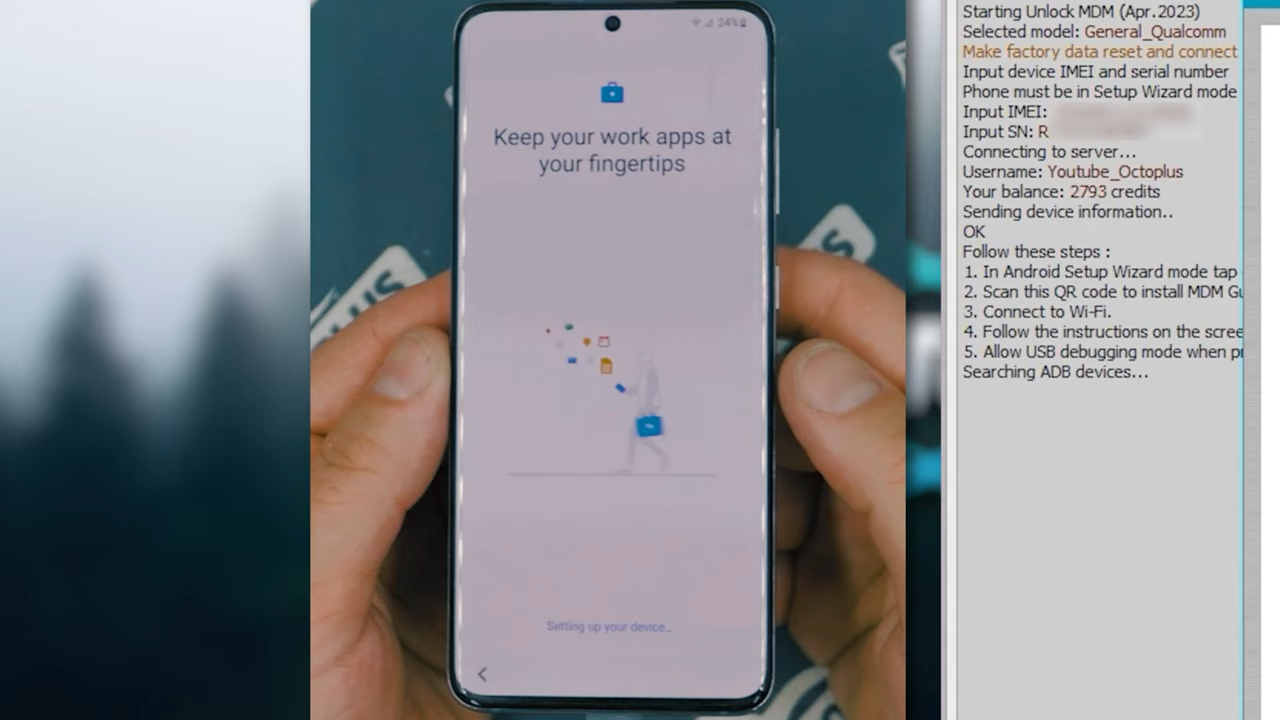 24%
Keep your work apps at
your fingertips
Setting up your device...
US
S
Starting Unlock MDM (Apr.2023)
Selected model: General_Qualcomm
Make factory data reset and connect
Input device IMEI and serial number
Phone must be in Setup Wizard mode
Input IMEI:
Input SN: R
Connecting to server...
Username: Youtube_Octoplus
Your balance: 2793 credits
Sending device information..
OK
Follow these steps :
1. In Android Setup Wizard mode tap
2. Scan this QR code to install MDM
3. Connect to Wi-Fi.
4. Follow the instructions on the scree
5. Allow USB debugging mode when
Searching ADB devices...